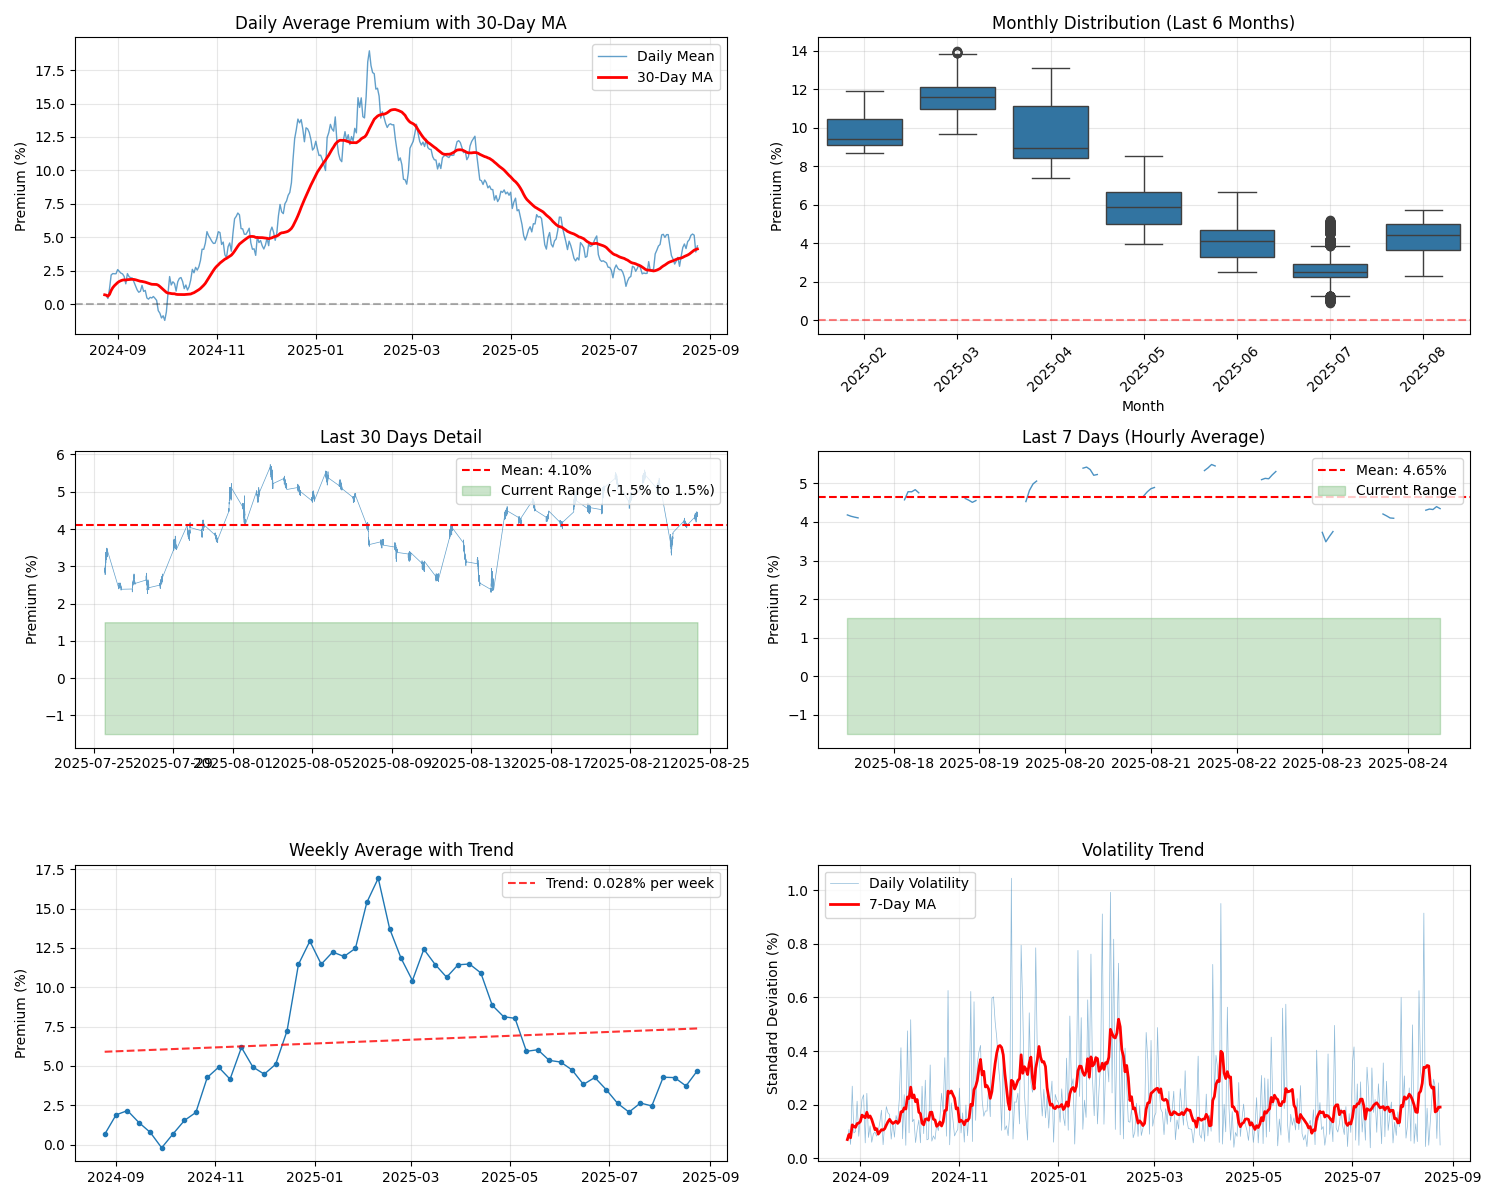 Daily Average Premium with 30-Day MA
Premium (%)
17.5
15.0
12.5
10.0
7.5
5.0
2.5
0.0
Daily Mean
30-Day MA
2024-09 2024-11 2025-01 2025-03 2025-05 2025-07 2025-09
Monthly Distribution (Last 6 Months)
Premium (%)
14
12
10
8
6
4
2
0
2025-02 2025-03 2025-04 2025-05 2025-06 2025-07 2025-08
Month
Last 30 Days Detail
Premium (%)
6
5
4
3
2
1
0
−1
Mean: 4.10%
Current Range (-1.5% to 1.5%)
2025-07-25 2025-07-29 2025-08-01 2025-08-05 2025-08-09 2025-08-13 2025-08-17 2025-08-21 2025-08-25
Last 7 Days (Hourly Average)
Premium (%)
5
4
3
2
1
0
−1
Mean: 4.65%
Current Range
2025-08-18 2025-08-19 2025-08-20 2025-08-21 2025-08-22 2025-08-23 2025-08-24
Weekly Average with Trend
Premium (%)
17.5
15.0
12.5
10.0
7.5
5.0
2.5
0.0
Trend: 0.028% per week
2024-09 2024-11 2025-01 2025-03 2025-05 2025-07 2025-09
Volatility Trend
Standard Deviation (%)
1.0
0.8
0.6
0.4
0.2
0.0
Daily Volatility
7-Day MA
2024-09 2024-11 2025-01 2025-03 2025-05 2025-07 2025-09